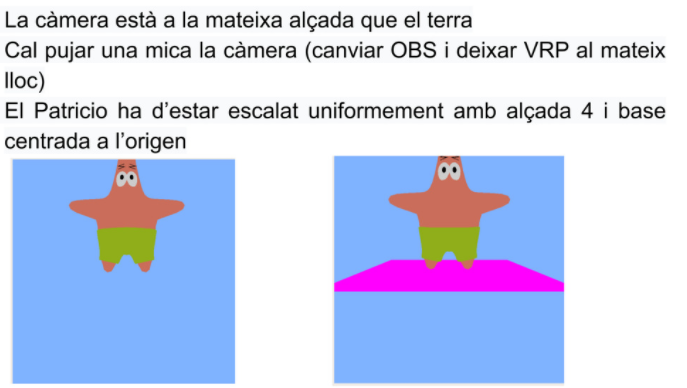 La càmera està a la mateixa alçada que el terra
Cal pujar una mica la càmera (canviar OBS i deixar VRP al mateix
lloc)
El Patricio ha d’estar escalat uniformement amb alçada 4 i base
centrada a l’origen